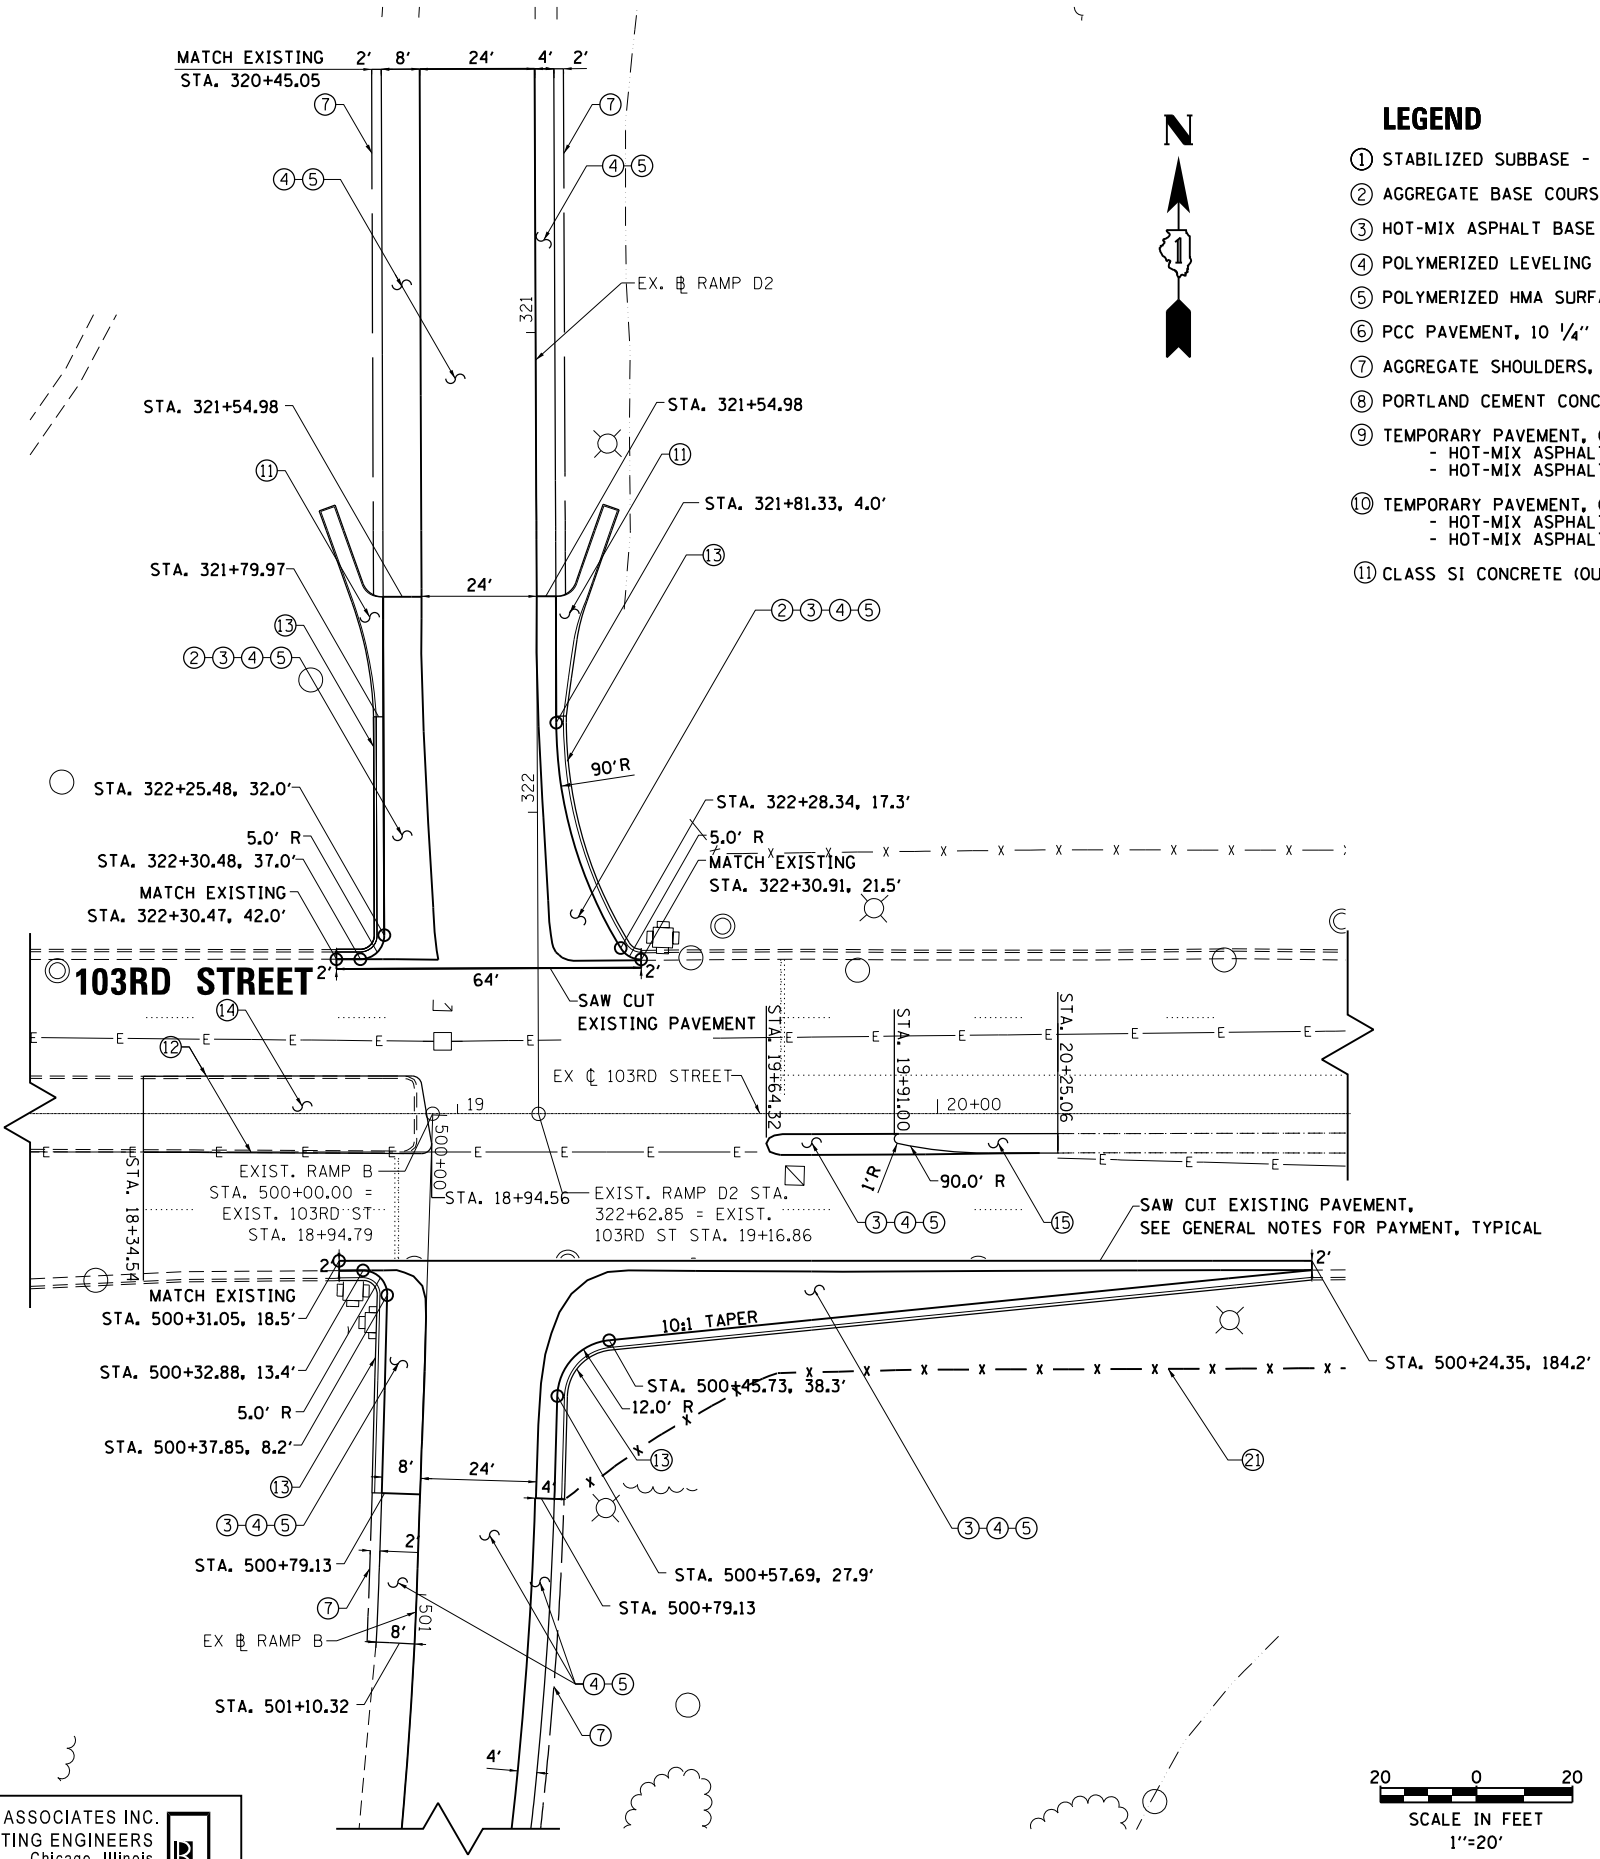 MATCH EXISTING
STA. 320+45.05
2' 8' 24' 4' 2'
7
7
4 5
4 5
EX. BL RAMP D2
321
N
1
LEGEND
1 STABILIZED SUBBASE -
2 AGGREGATE BASE COURS
3 HOT-MIX ASPHALT BASE
4 POLYMERIZED LEVELING
5 POLYMERIZED HMA SURF
6 PCC PAVEMENT, 10 1/4"
7 AGGREGATE SHOULDERS,
8 PORTLAND CEMENT CONC
9 TEMPORARY PAVEMENT,
- HOT-MIX ASPHAL
- HOT-MIX ASPHAL
10 TEMPORARY PAVEMENT,
- HOT-MIX ASPHAL
- HOT-MIX ASPHAL
11 CLASS SI CONCRETE (OU
STA. 321+54.98
STA. 321+54.98
11
11
STA. 321+81.33, 4.0'
13
STA. 321+79.97
24'
13
2 3 4 5
2 3 4 5
90'R
322
STA. 322+25.48, 32.0'
STA. 322+28.34, 17.3'
5.0' R
5.0' R
STA. 322+30.48, 37.0'
MATCH EXISTING
STA. 322+30.91, 21.5'
MATCH EXISTING
STA. 322+30.47, 42.0'
X X X X X X X X X X X
103RD STREET
2' 64' 2'
SAW CUT
EXISTING PAVEMENT
14
12
E E E E E E E E E E E
EX CL 103RD STREET
STA. 19+64.32
STA. 19+91.00
STA. 20+25.06
19
20+00
500+00
E E E E E E E E E
STA. 18+34.54
EXIST. RAMP B
STA. 500+00.00 =
EXIST. 103RD ST
STA. 18+94.79
STA. 18+94.56
EXIST. RAMP D2 STA.
322+62.85 = EXIST.
103RD ST STA. 19+16.86
1'R
90.0' R
3 4 5
15
SAW CUT EXISTING PAVEMENT,
SEE GENERAL NOTES FOR PAYMENT, TYPICAL
2'
2'
MATCH EXISTING
STA. 500+31.05, 18.5'
10:1 TAPER
STA. 500+32.88, 13.4'
STA. 500+24.35, 184.2'
X X X X X X X X X X X X X
STA. 500+45.73, 38.3'
12.0' R
5.0' R
STA. 500+37.85, 8.2'
13
13
21
8' 24' 4'
3 4 5
3 4 5
2'
STA. 500+79.13
STA. 500+57.69, 27.9'
STA. 500+79.13
7
501
EX BL RAMP B
8'
4 5
STA. 501+10.32
7
4'
20 0 20
SCALE IN FEET
1"=20'
ASSOCIATES INC.
TING ENGINEERS
Chicago, Illinois